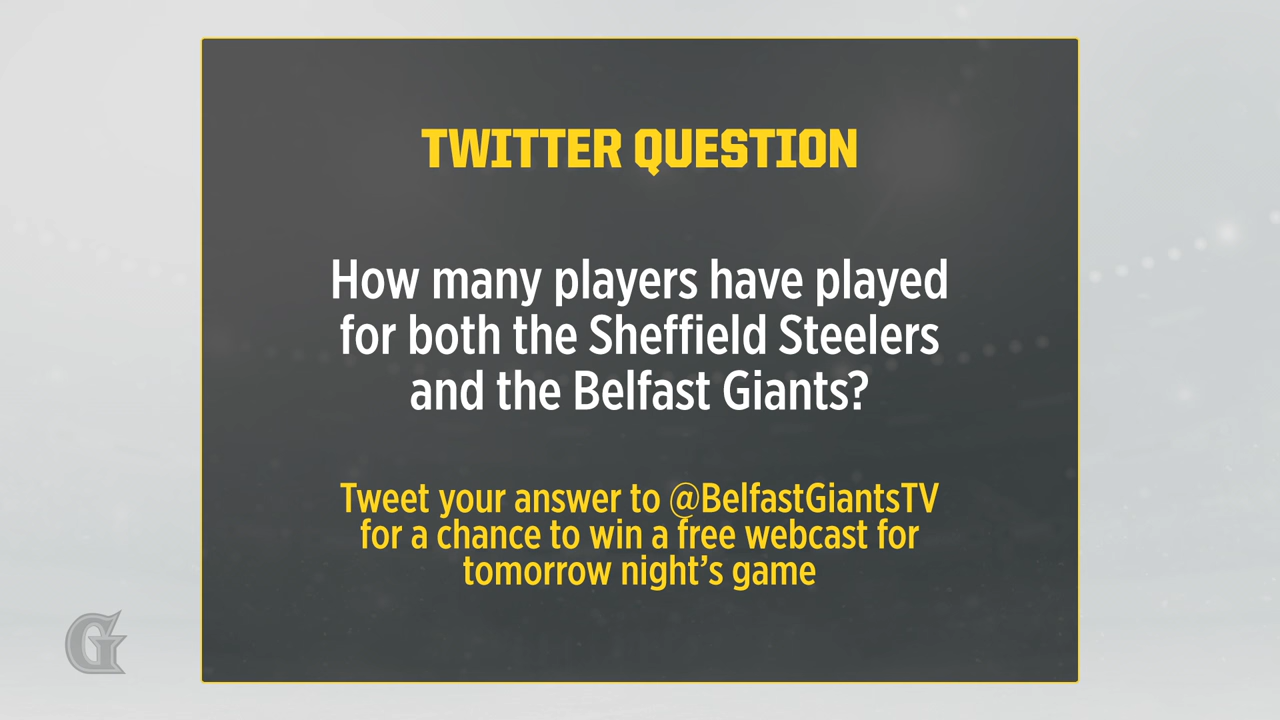 TWITTER QUESTION
How many players have played
for both the Sheffield Steelers
and the Belfast Giants?
Tweet your answer to @BelfastGiantsTV
for a chance to win a free webcast for
tomorrow night’s game
G